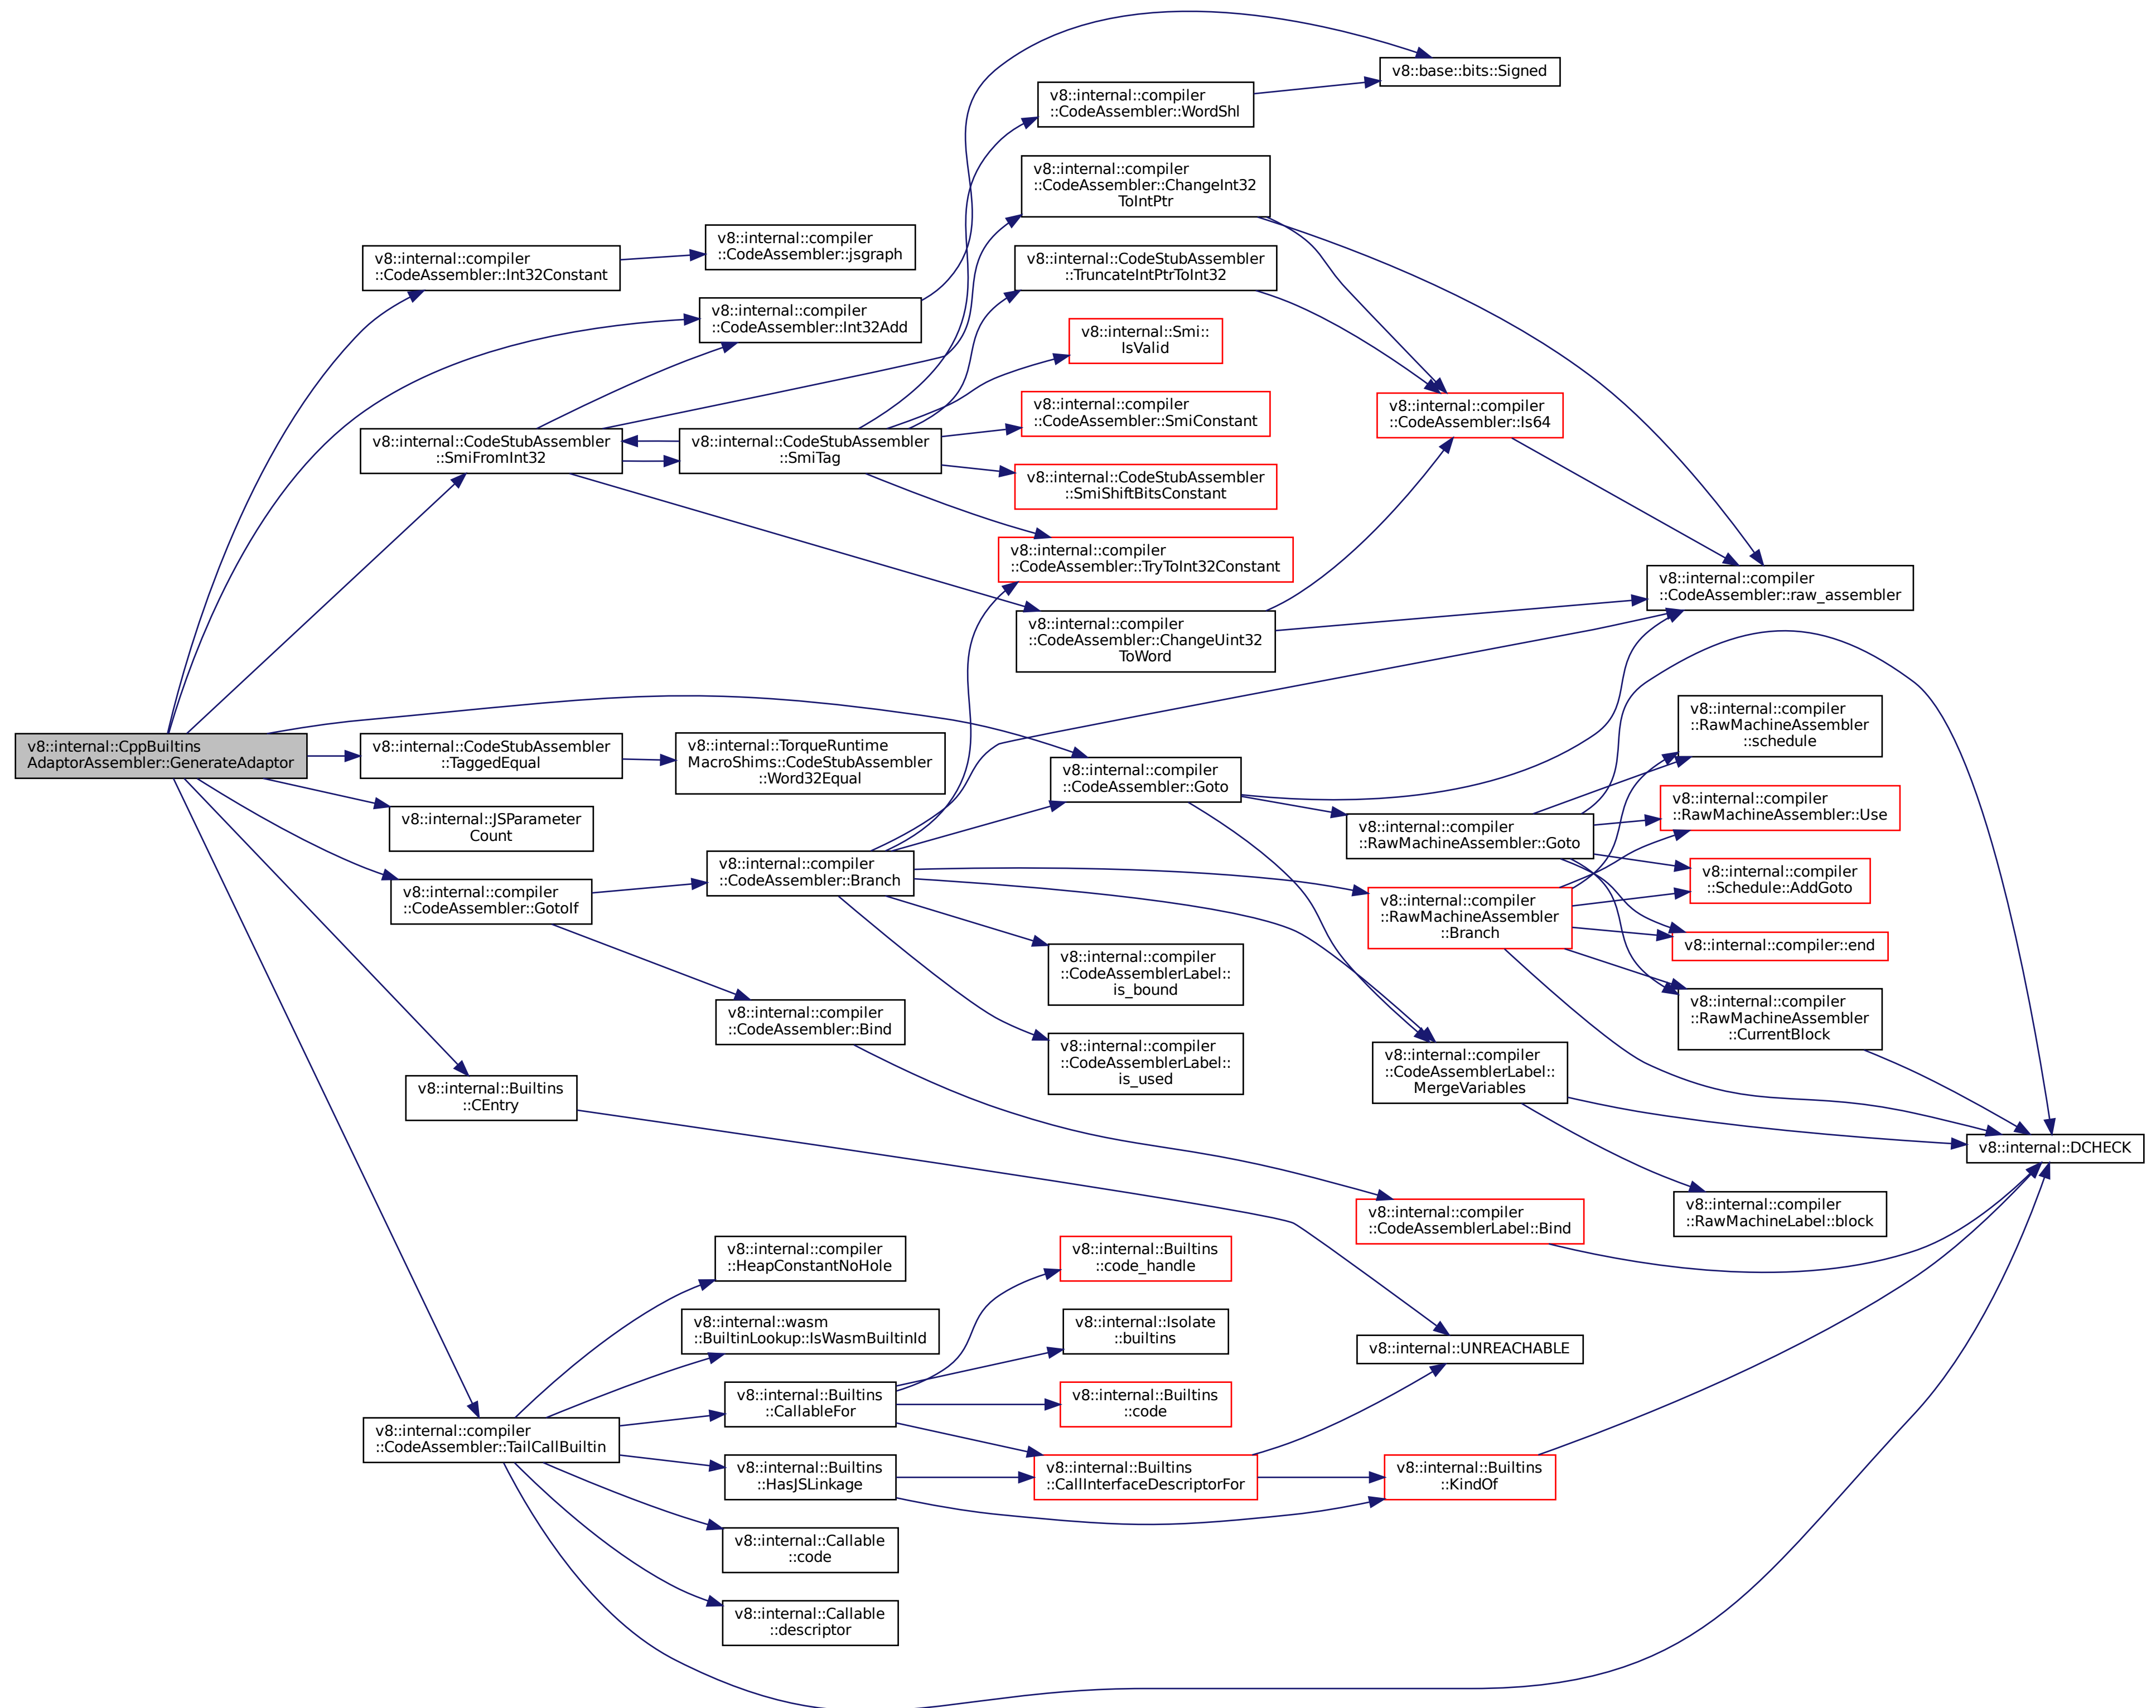 v8::base::bits::Signed
v8::internal::compiler
::CodeAssembler::WordShl
v8::internal::compiler
::CodeAssembler::ChangeInt32
ToIntPtr
v8::internal::compiler
::CodeAssembler::jsgraph
v8::internal::compiler
::CodeAssembler::Int32Constant
v8::internal::CodeStubAssembler
::TruncateIntPtrToInt32
v8::internal::compiler
::CodeAssembler::Int32Add
v8::internal::Smi::
IsValid
v8::internal::compiler
::CodeAssembler::SmiConstant
v8::internal::compiler
::CodeAssembler::Is64
v8::internal::CodeStubAssembler
::SmiFromInt32
v8::internal::CodeStubAssembler
::SmiTag
v8::internal::CodeStubAssembler
::SmiShiftBitsConstant
v8::internal::compiler
::CodeAssembler::TryToInt32Constant
v8::internal::compiler
::CodeAssembler::raw_assembler
v8::internal::compiler
::CodeAssembler::ChangeUint32
ToWord
v8::internal::compiler
::RawMachineAssembler
::schedule
v8::internal::CppBuiltins
AdaptorAssembler::GenerateAdaptor
v8::internal::CodeStubAssembler
::TaggedEqual
v8::internal::TorqueRuntime
MacroShims::CodeStubAssembler
::Word32Equal
v8::internal::compiler
::CodeAssembler::Goto
v8::internal::compiler
::RawMachineAssembler::Use
v8::internal::JSParameter
Count
v8::internal::compiler
::RawMachineAssembler::Goto
v8::internal::compiler
::CodeAssembler::Branch
v8::internal::compiler
::Schedule::AddGoto
v8::internal::compiler
::CodeAssembler::GotoIf
v8::internal::compiler
::RawMachineAssembler
::Branch
v8::internal::compiler::end
v8::internal::compiler
::CodeAssemblerLabel::
is_bound
v8::internal::compiler
::RawMachineAssembler
::CurrentBlock
v8::internal::compiler
::CodeAssembler::Bind
v8::internal::compiler
::CodeAssemblerLabel::
is_used
v8::internal::compiler
::CodeAssemblerLabel::
MergeVariables
v8::internal::Builtins
::CEntry
v8::internal::DCHECK
v8::internal::compiler
::RawMachineLabel::block
v8::internal::compiler
::CodeAssemblerLabel::Bind
v8::internal::compiler
::HeapConstantNoHole
v8::internal::Builtins
::code_handle
v8::internal::wasm
::BuiltinLookup::IsWasmBuiltinId
v8::internal::Isolate
::builtins
v8::internal::UNREACHABLE
v8::internal::Builtins
::CallableFor
v8::internal::Builtins
::code
v8::internal::compiler
::CodeAssembler::TailCallBuiltin
v8::internal::Builtins
::HasJSLinkage
v8::internal::Builtins
::CallInterfaceDescriptorFor
v8::internal::Builtins
::KindOf
v8::internal::Callable
::code
v8::internal::Callable
::descriptor